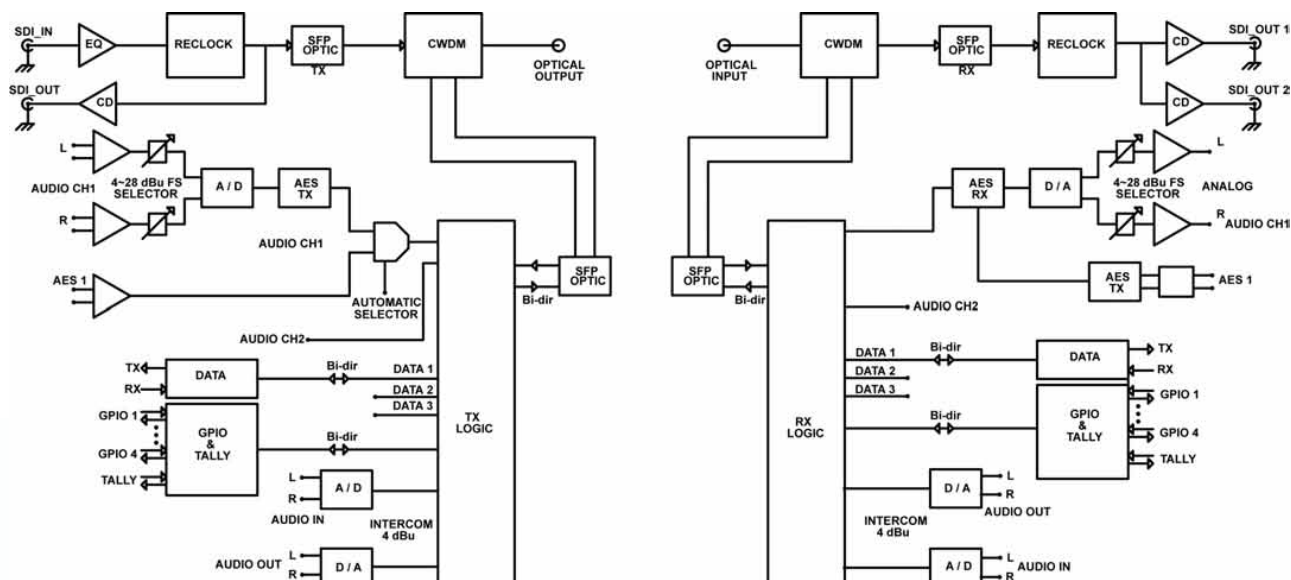 SDI_IN
EQ
RECLOCK
SFP
OPTIC
TX
CWDM
OPTICAL
OUTPUT
SDI_OUT
CD
L
AUDIO CH1
R
4~28 dBu FS
SELECTOR
A / D
AES
TX
AUDIO CH1
AES 1
AUTOMATIC
SELECTOR
AUDIO CH2
SFP
OPTIC
Bi-dir
TX
RX
DATA
Bi-dir
DATA 1
DATA 2
DATA 3
TX
LOGIC
GPIO 1
GPIO 4
TALLY
GPIO
&
TALLY
Bi-dir
L
R
A / D
AUDIO IN
INTERCOM
4 dBu
AUDIO OUT
L
R
D / A
OPTICAL
INPUT
CWDM
SFP
OPTIC
RX
RECLOCK
CD
SDI_OUT 1
CD
SDI_OUT 2
SFP
OPTIC
Bi-dir
AES
RX
D / A
4~28 dBu FS
SELECTOR
L
ANALOG
R
AUDIO CH1
AES
TX
AES 1
AUDIO CH2
RX
LOGIC
DATA 1
DATA 2
DATA 3
Bi-dir
DATA
TX
RX
Bi-dir
GPIO
&
TALLY
GPIO 1
GPIO 4
TALLY
D / A
L
R
AUDIO OUT
INTERCOM
4 dBu
A / D
L
R
AUDIO IN